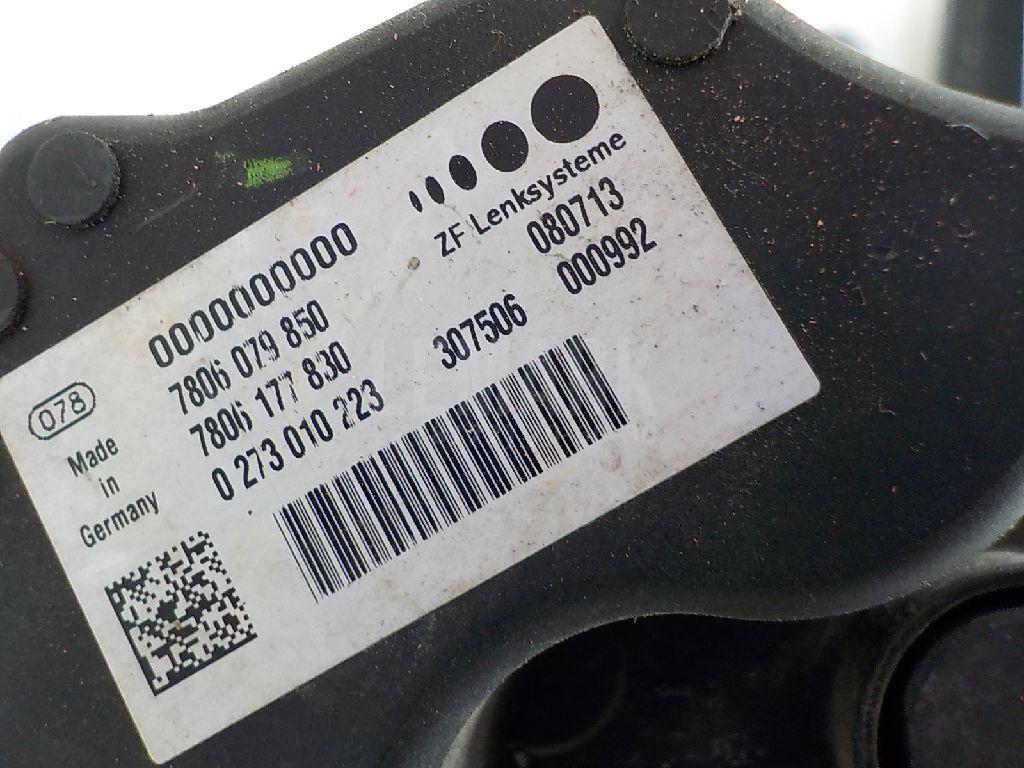 ZF Lenksysteme
0000000000
7806 079 850
080713
7806 177 830
307506
000992
0 273 010 223
078
Made
in
Germany